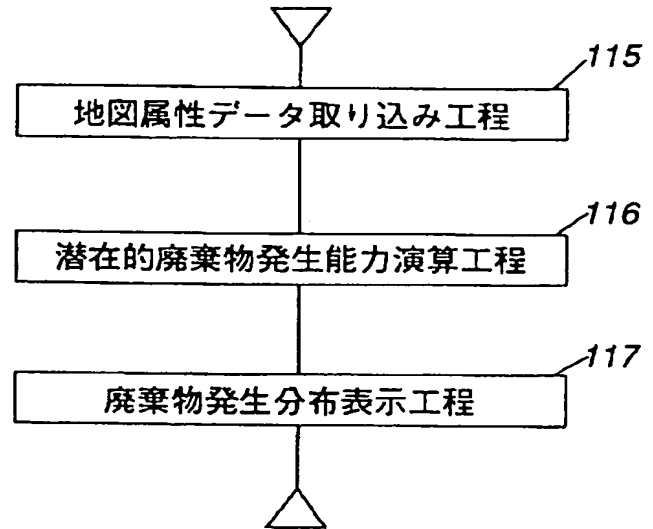 115
地図属性データ取り込み工程
116
潜在的廃棄物発生能力演算工程
117
廃棄物発生分布表示工程